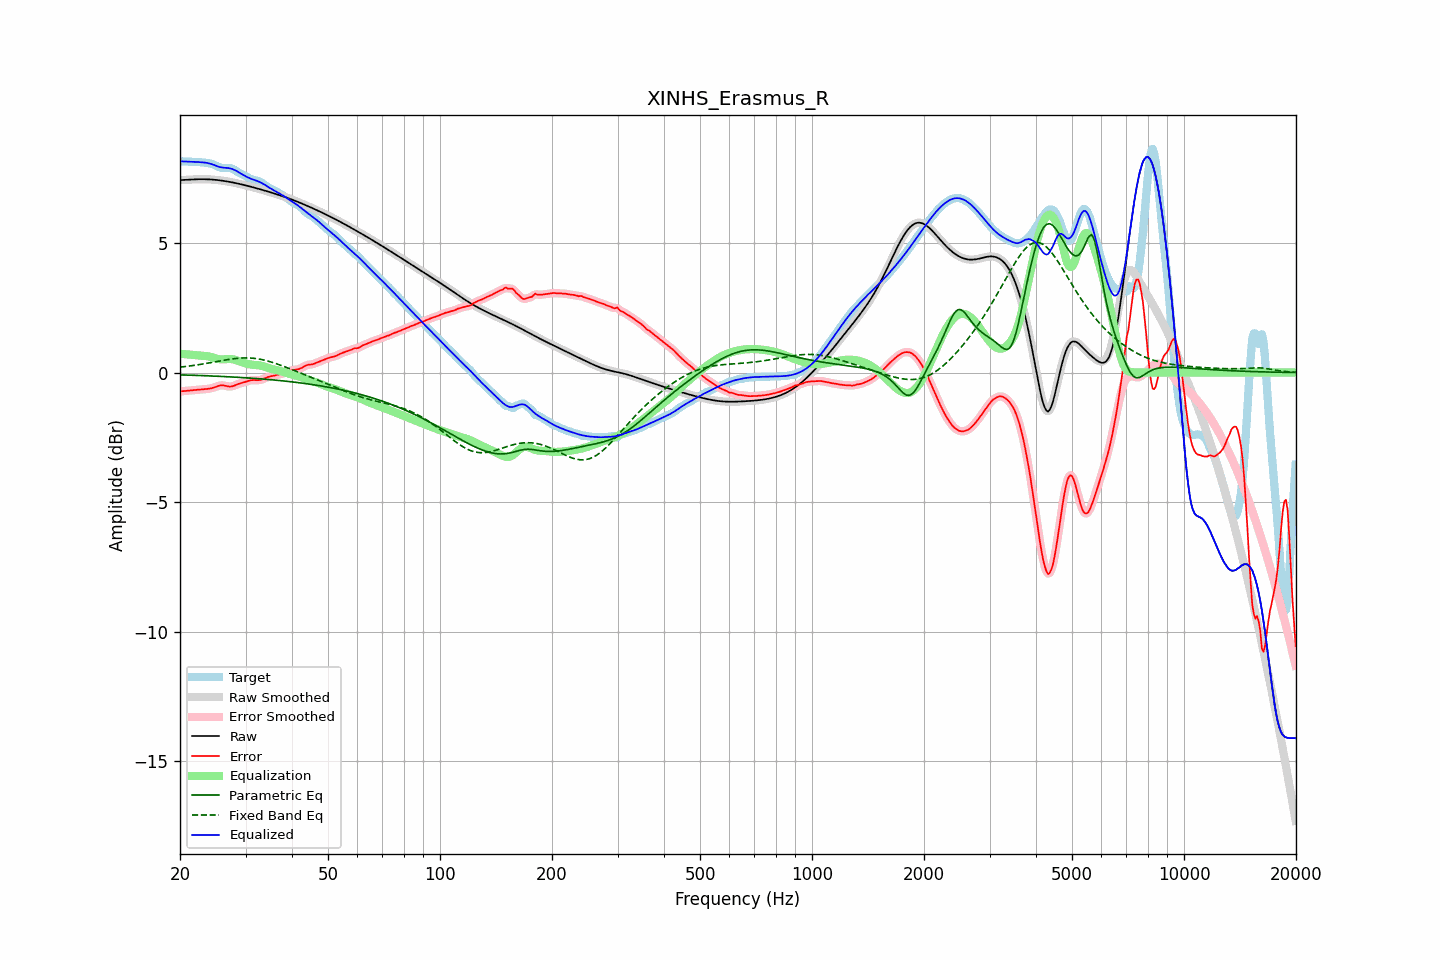 XINHS_Erasmus_R
Amplitude (dBr)
5
0
−5
−10
−15
Target
Raw Smoothed
Error Smoothed
Raw
Error
Equalization
Parametric Eq
Fixed Band Eq
Equalized
20 50 100 200 500 1000 2000 5000 10000 20000
Frequency (Hz)